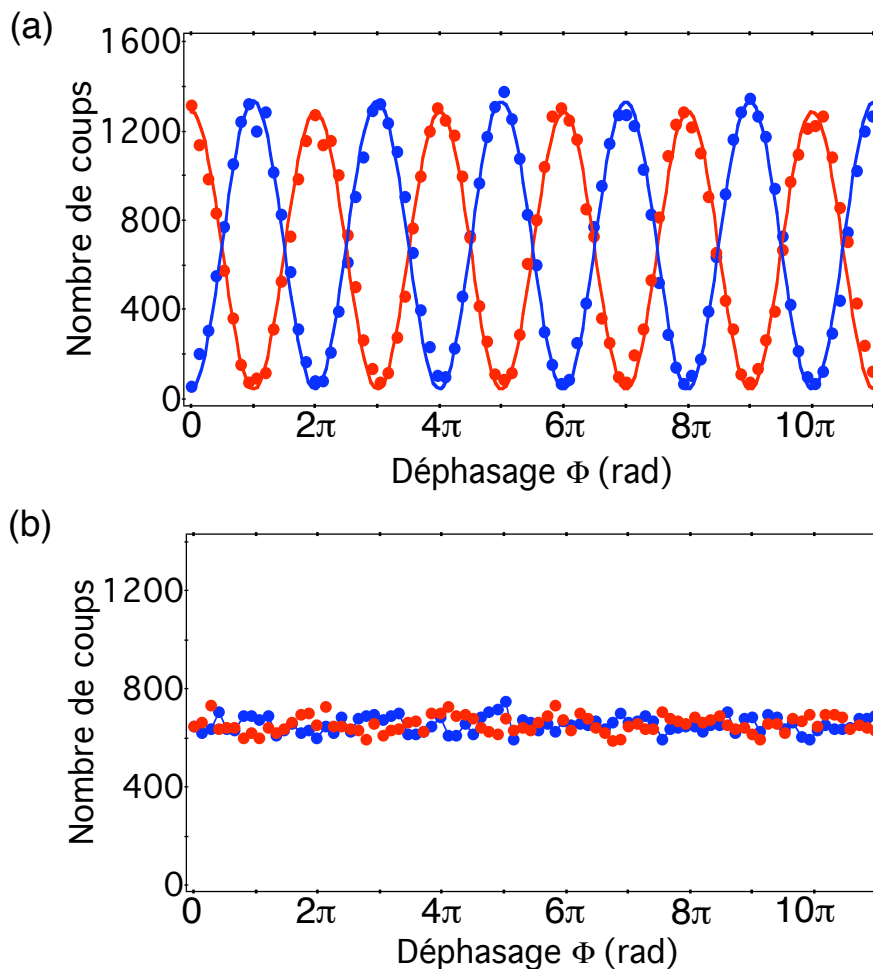 (a)
Nombre de coups
1600
1200
800
400
0
0 2π 4π 6π 8π 10π
Déphasage Φ (rad)
(b)
Nombre de coups
1200
800
400
0
0 2π 4π 6π 8π 10π
Déphasage Φ (rad)